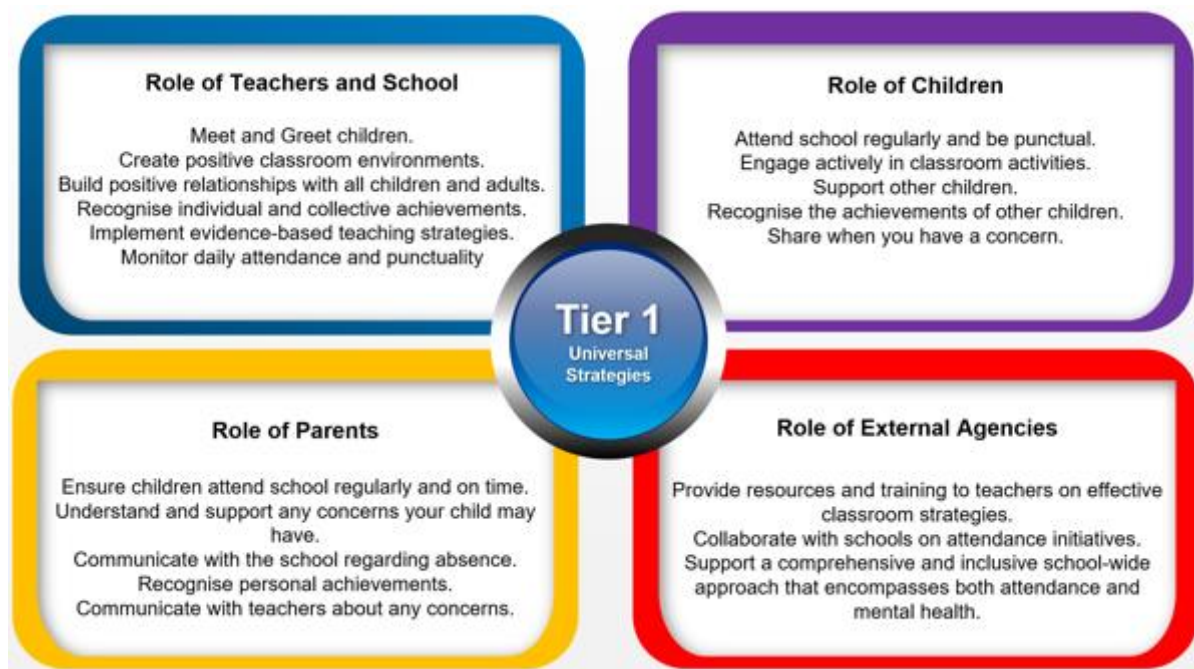 Role of Teachers and School
Meet and Greet children.
Create positive classroom environments.
Build positive relationships with all children and adults.
Recognise individual and collective achievements.
Implement evidence-based teaching strategies.
Monitor daily attendance and punctuality
Role of Children
Attend school regularly and be punctual.
Engage actively in classroom activities.
Support other children.
Recognise the achievements of other children.
Share when you have a concern.
Tier 1
Universal
Strategies
Role of Parents
Ensure children attend school regularly and on time.
Understand and support any concerns your child may
have.
Communicate with the school regarding absence.
Recognise personal achievements.
Communicate with teachers about any concerns.
Role of External Agencies
Provide resources and training to teachers on effective
classroom strategies.
Collaborate with schools on attendance initiatives.
Support a comprehensive and inclusive school-wide
approach that encompasses both attendance and
mental health.